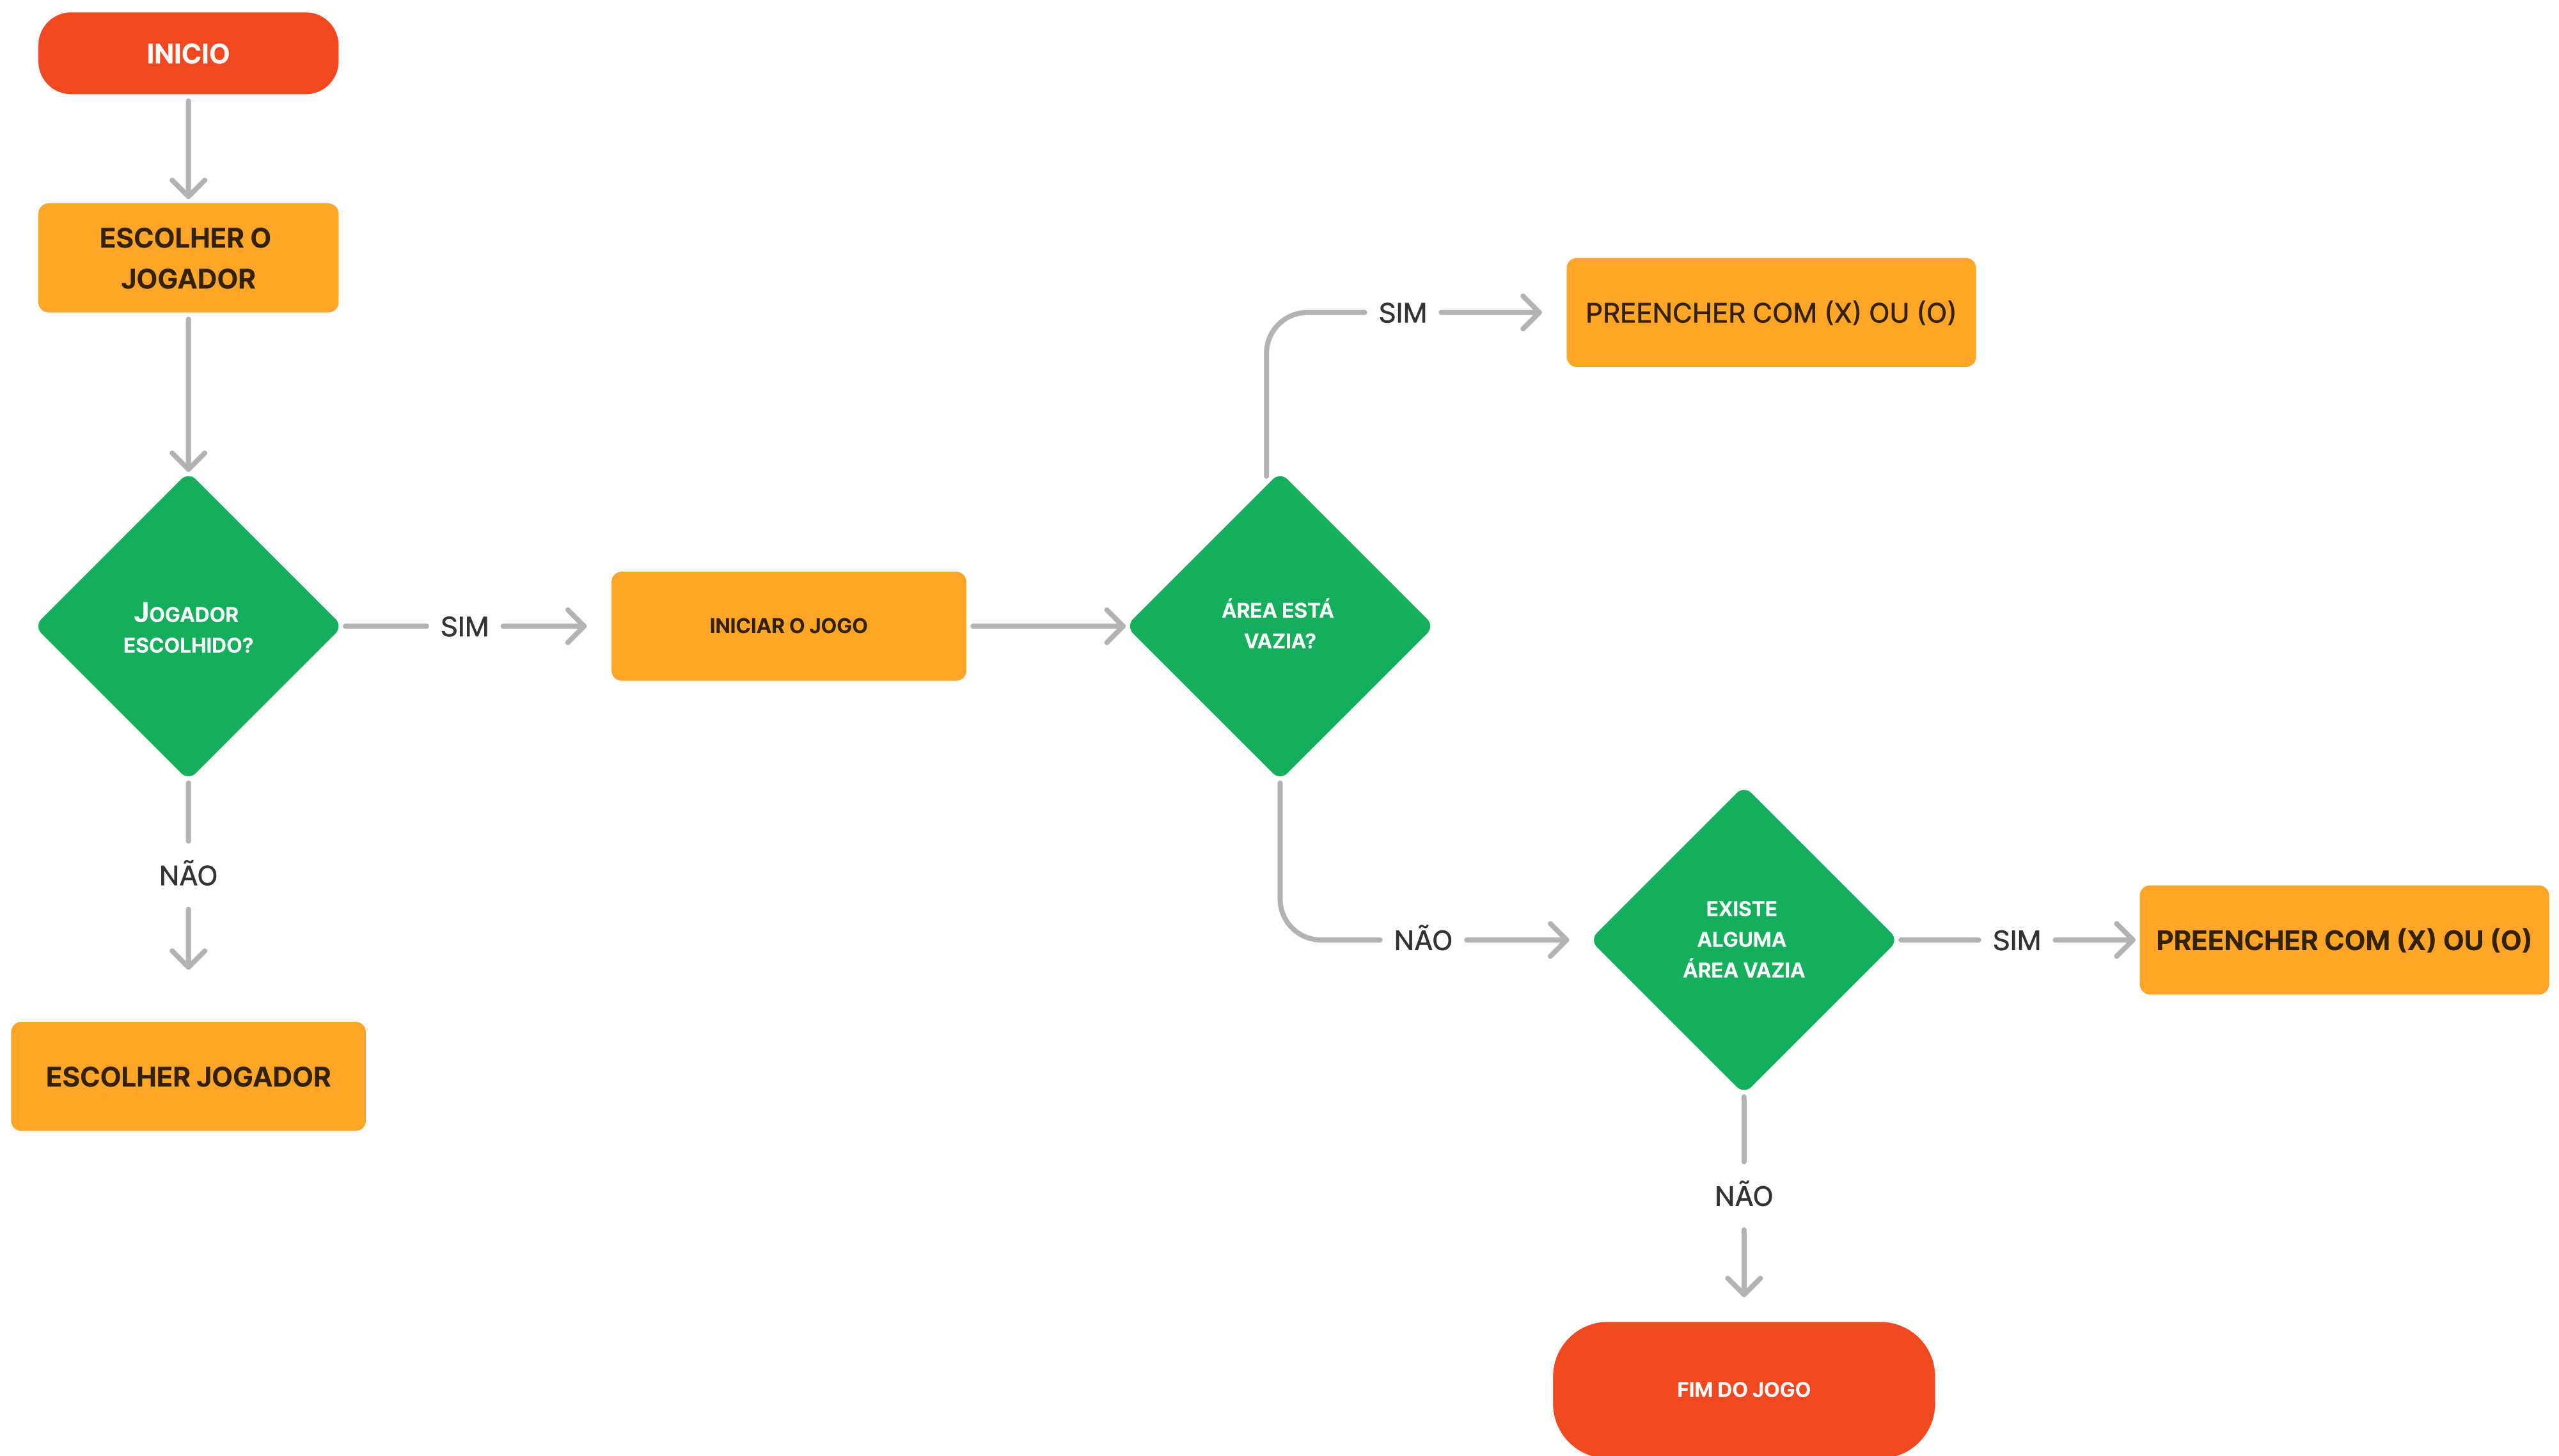 INICIO
ESCOLHER O
JOGADOR
JOGADOR
ESCOLHIDO?
SIM
INICIAR O JOGO
NÃO
ESCOLHER JOGADOR
ÁREA ESTÁ
VAZIA?
SIM
PREENCHER COM (X) OU (O)
NÃO
EXISTE
ALGUMA
ÁREA VAZIA
SIM
PREENCHER COM (X) OU (O)
NÃO
FIM DO JOGO